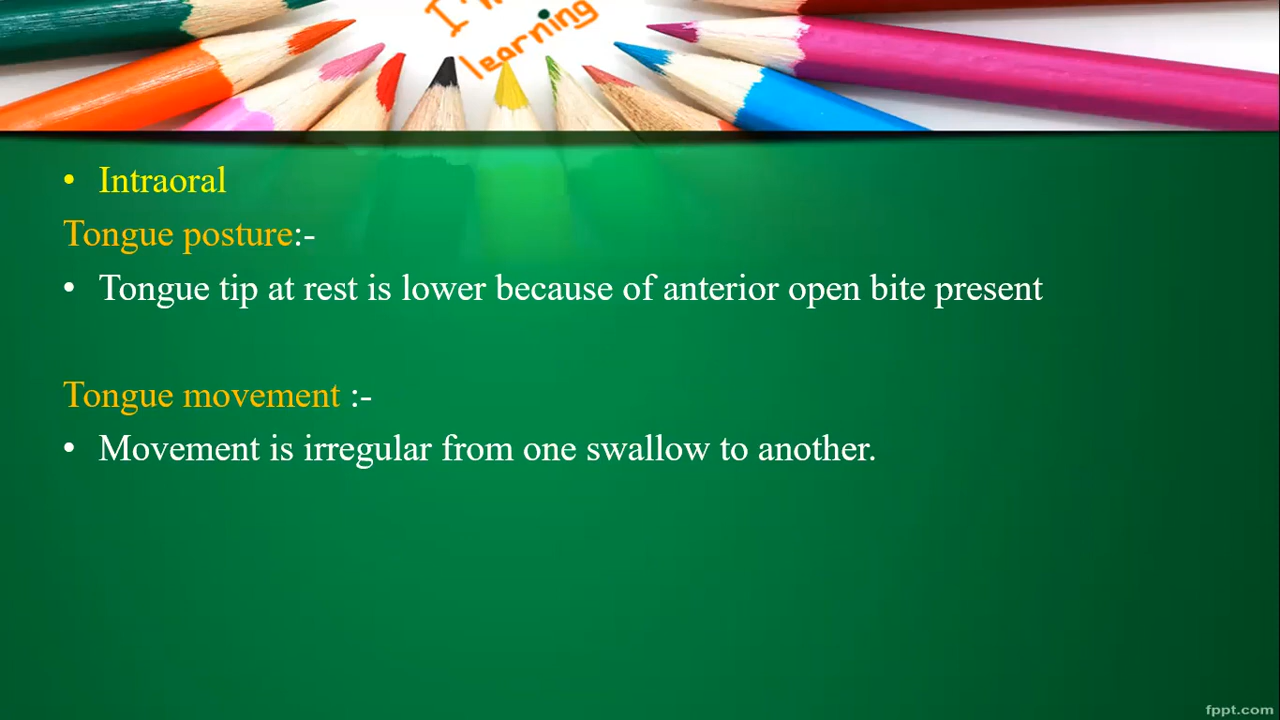 I'm
learning
• Intraoral
Tongue posture:-
• Tongue tip at rest is lower because of anterior open bite present
Tongue movement :-
• Movement is irregular from one swallow to another.
fppt.com